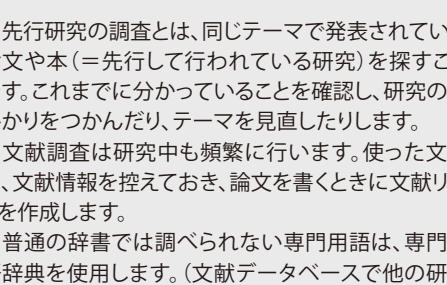 先行研究の調査とは、同じテーマで発表されてい
文や本（＝先行して行われている研究）を探すこ
す。これまでに分かっていることを確認し、研究の
かりをつかんだり、テーマを見直したりします。
文献調査は研究中も頻繁に行います。使った文
、文献情報を控えておき、論文を書くときに文献リ
を作成します。
普通の辞書では調べられない専門用語は、専門
辞典を使用します。（文献データベースで他の研